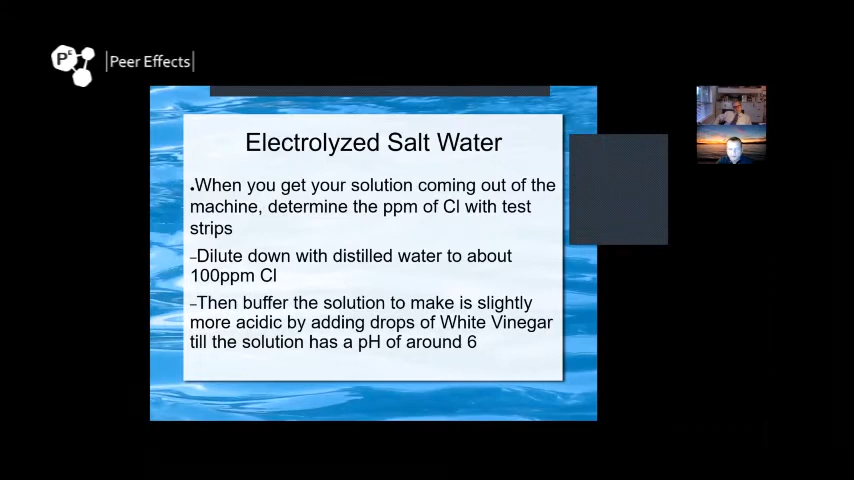 Pᴱ
|Peer Effects|
Electrolyzed Salt Water
•When you get your solution coming out of the
machine, determine the ppm of Cl with test
strips
–Dilute down with distilled water to about
100ppm Cl
–Then buffer the solution to make is slightly
more acidic by adding drops of White Vinegar
till the solution has a pH of around 6